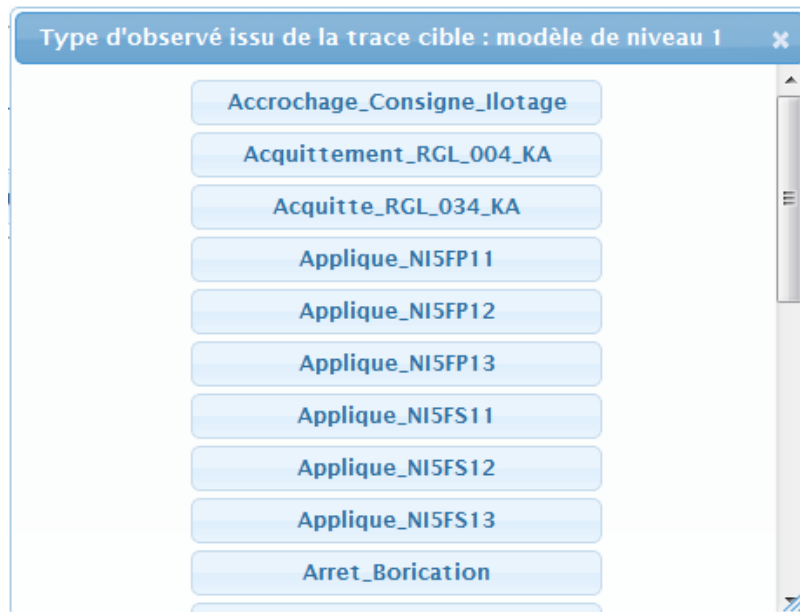 Type d'observé issu de la trace cible : modèle de niveau 1
Accrochage_Consigne_Ilotage
Acquittement_RGL_004_KA
Acquitte_RGL_034_KA
Applique_NI5FP11
Applique_NI5FP12
Applique_NI5FP13
Applique_NI5FS11
Applique_NI5FS12
Applique_NI5FS13
Arret_Borication